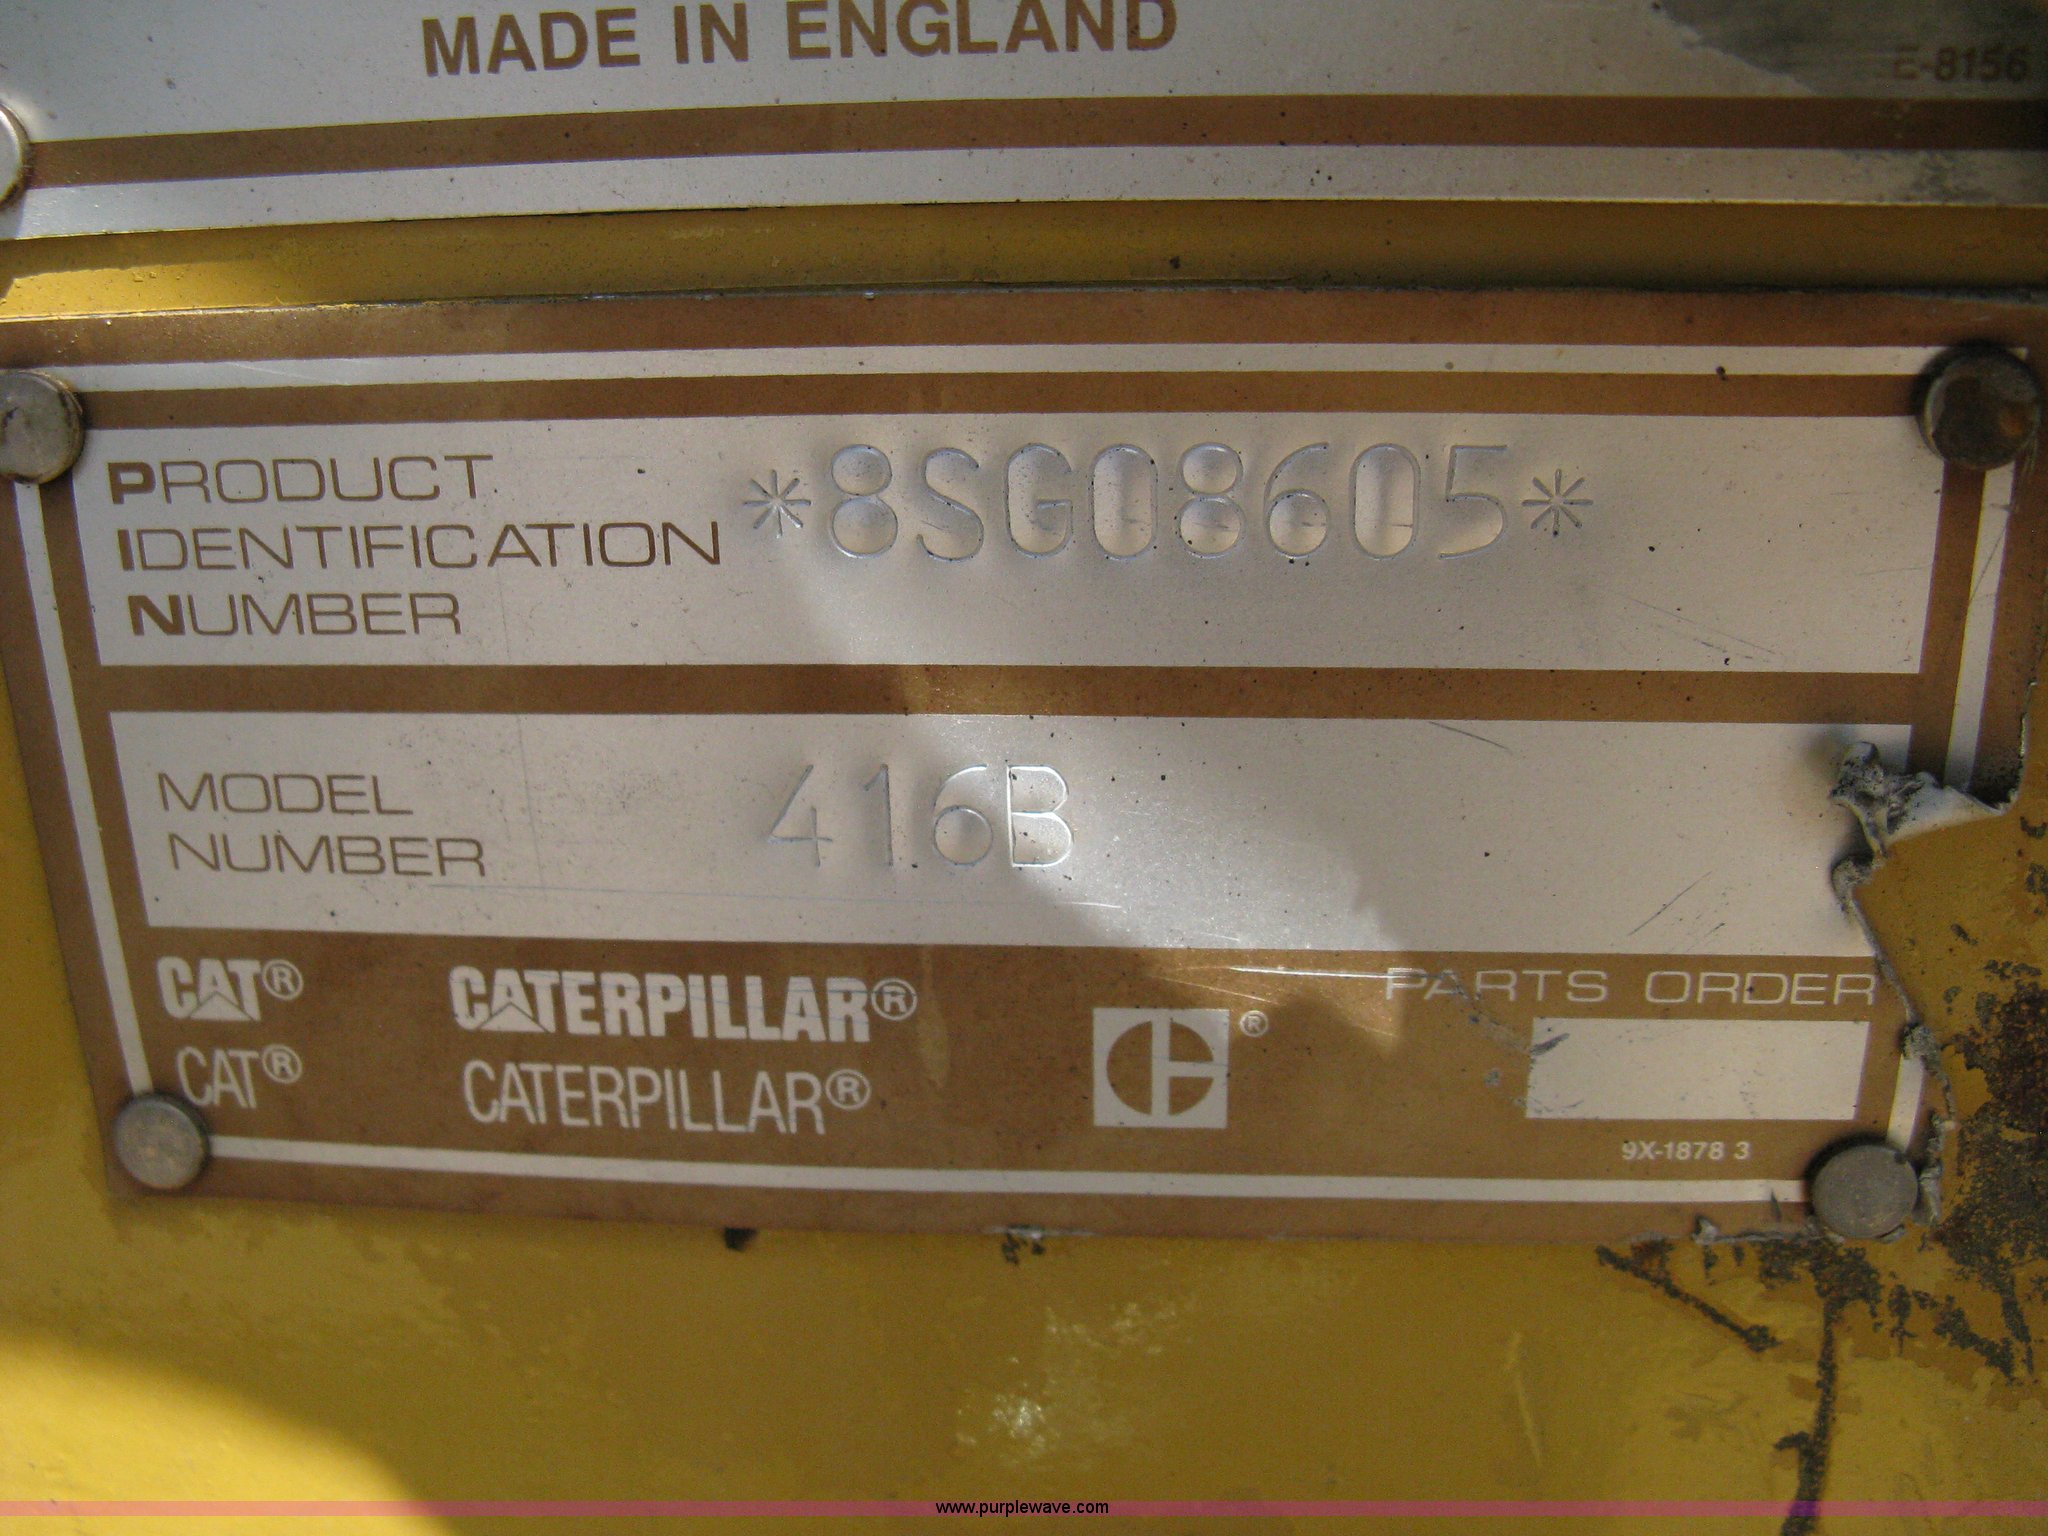 MADE IN ENGLAND
E-8156
PRODUCT
IDENTIFICATION
NUMBER
*8SG08605*
MODEL
NUMBER
416B
CAT® CATERPILLAR®
CAT® CATERPILLAR®
®
PARTS ORDER
9X-1878 3
www.purplewave.com